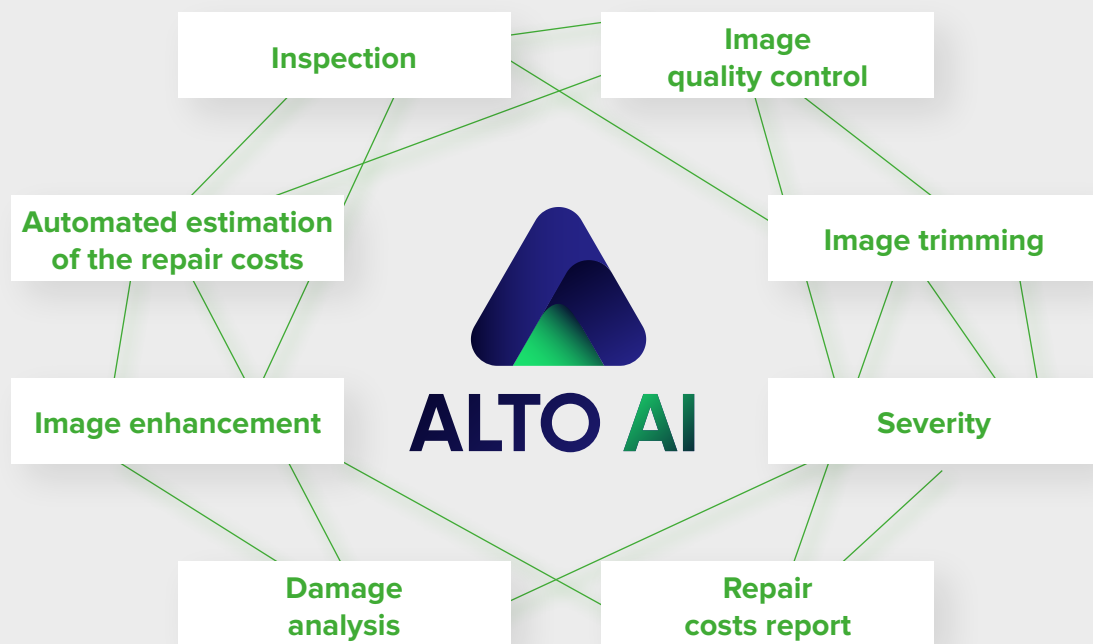 Inspection
Image
quality control
Automated estimation
of the repair costs
Image trimming
Image enhancement
ALTO AI
Severity
Damage
analysis
Repair
costs report